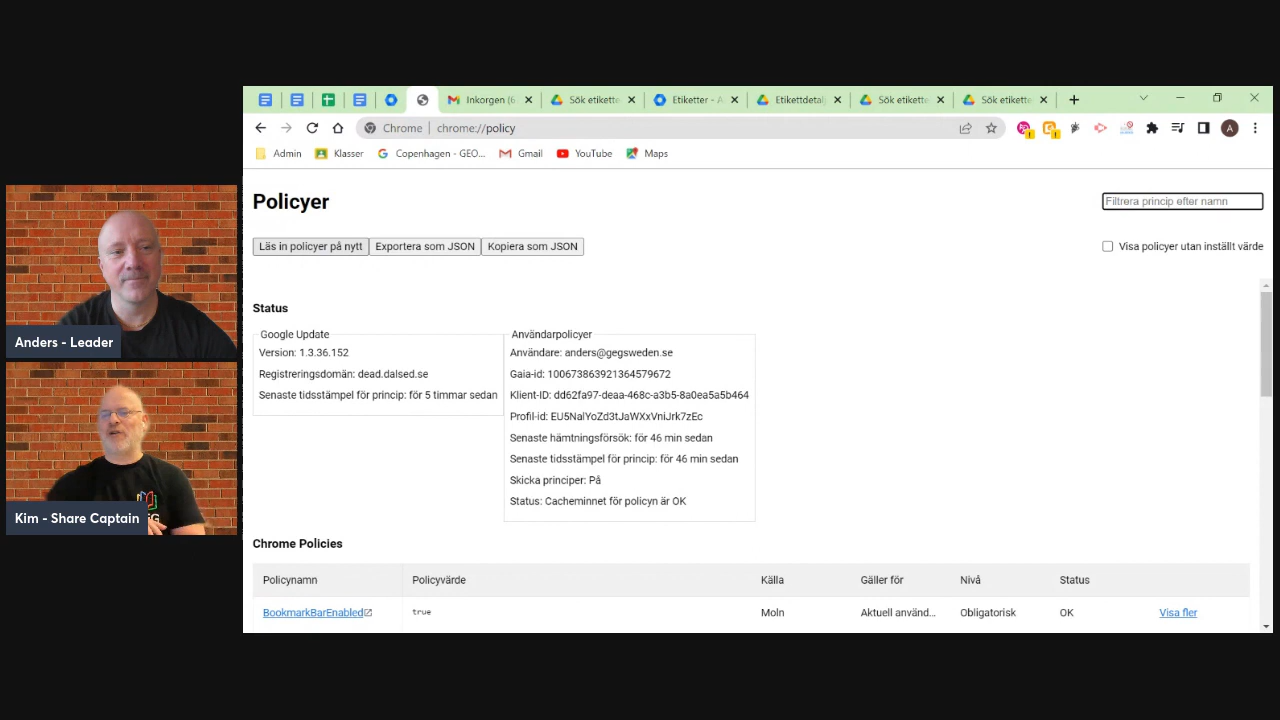 Inkorgen (6
Sök etikette
Etiketter - A
Etikettdetalj
Sök etikette
Sök etikette
Chrome
chrome://policy
A
Admin
Klasser
Copenhagen - GEO...
Gmail
YouTube
Maps
Policyer
Filtrera princip efter namn
Läs in policyer på nytt
Exportera som JSON
Kopiera som JSON
Visa policyer utan inställt värde
Status
Google Update
Version: 1.3.36.152
Registreringsdomän: dead.dalsed.se
Senaste tidsstämpel för princip: för 5 timmar sedan
Användarpolicyer
Användare: anders@gegsweden.se
Gaia-id: 100673863921364579672
Klient-ID: dd62fa97-deaa-468c-a3b5-8a0ea5a5b464
Profil-id: EU5NalYoZd3tJaWXxVniJrk7zEc
Senaste hämtningsförsök: för 46 min sedan
Senaste tidsstämpel för princip: för 46 min sedan
Skicka principer: På
Status: Cacheminnet för policyn är OK
Chrome Policies
Policynamn
Policyvärde
Källa
Gäller för
Nivå
Status
BookmarkBarEnabled
true
Moln
Aktuell använd...
Obligatorisk
OK
Visa fler
Anders - Leader
Kim - Share Captain